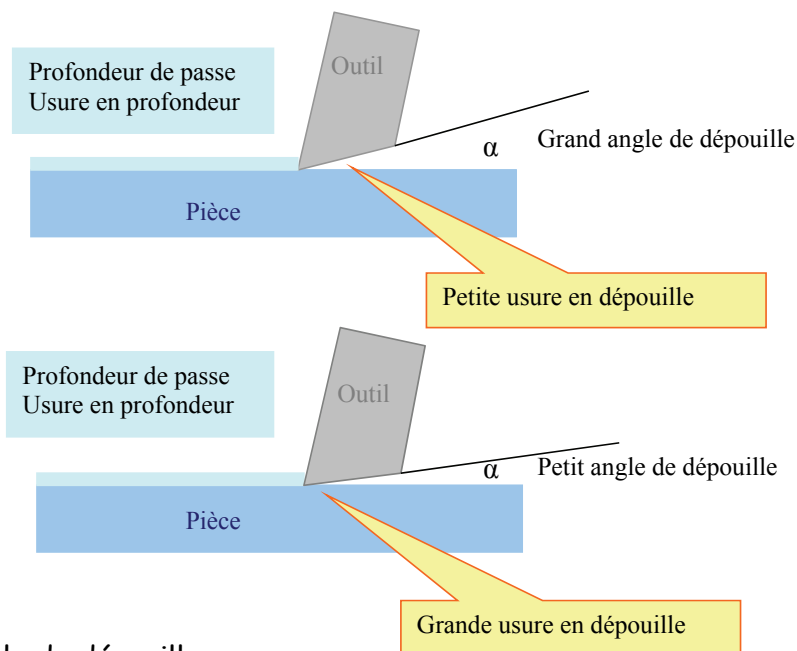 Profondeur de passe
Usure en profondeur
Outil
α
Grand angle de dépouille
Pièce
Petite usure en dépouille
Profondeur de passe
Usure en profondeur
Outil
α
Petit angle de dépouille
Pièce
Grande usure en dépouille